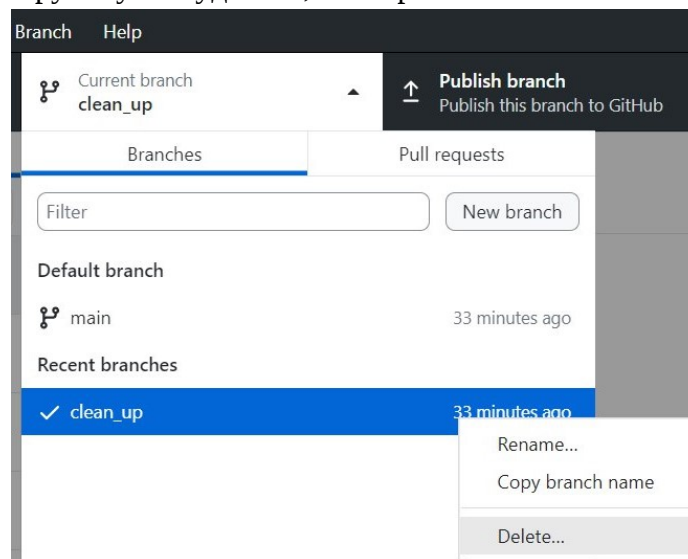 Branch Help
Current branch
clean_up
Publish branch
Publish this branch to GitHub
Branches Pull requests
Filter New branch
Default branch
main 33 minutes ago
Recent branches
clean_up 33 minutes ago
Rename...
Copy branch name
Delete...